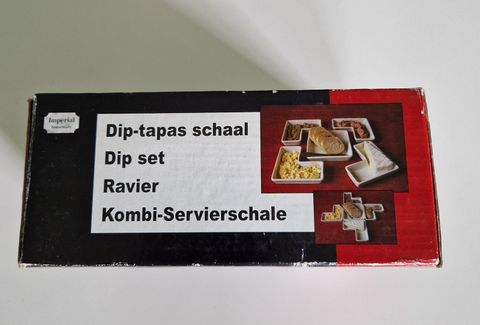 Imperial
Dip-tapas schaal
Dip set
Ravier
Kombi-Servierschale